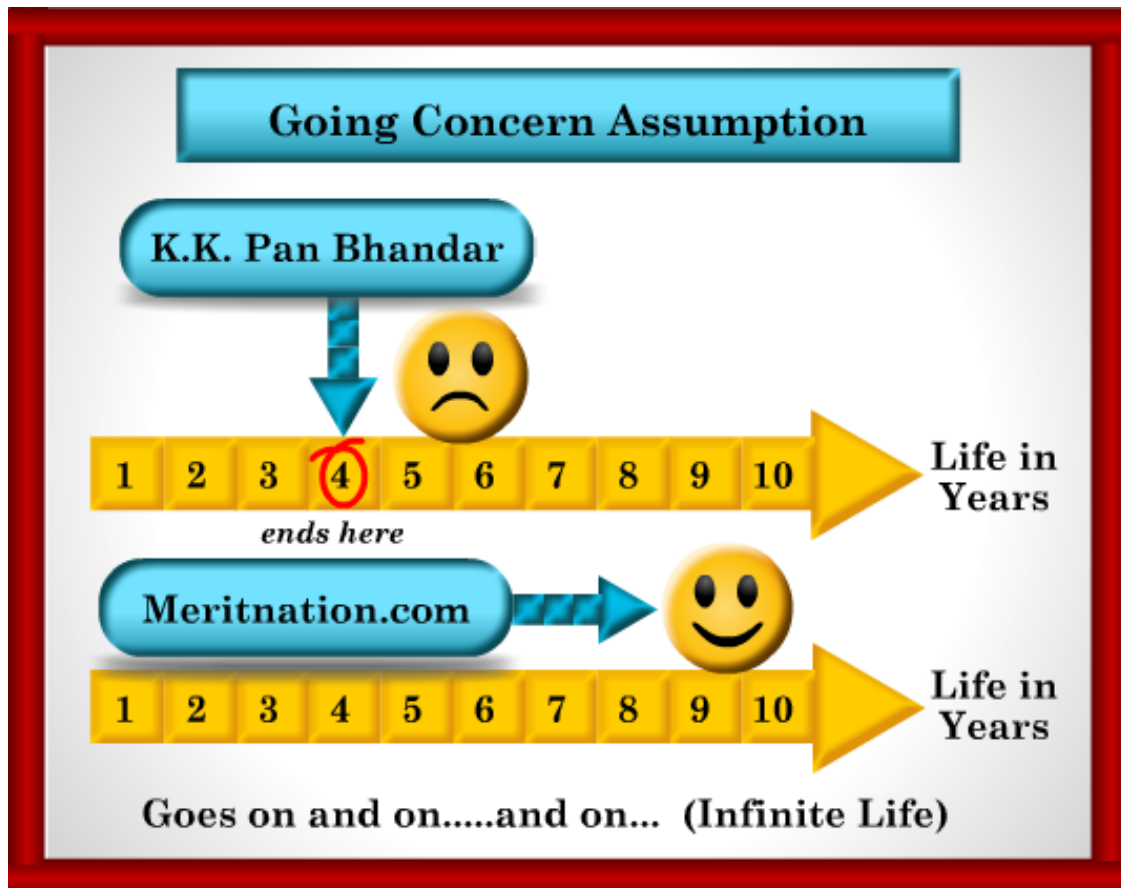 Going Concern Assumption
K.K. Pan Bhandar
1 2 3 4 5 6 7 8 9 10
Life in
Years
ends here
Meritnation.com
1 2 3 4 5 6 7 8 9 10
Life in
Years
Goes on and on.....and on... (Infinite Life)